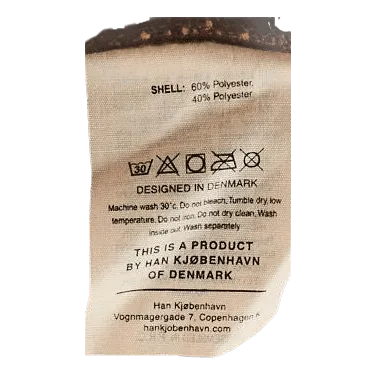 SHELL: 60% Polyester,
40% Polyester
30
DESIGNED IN DENMARK
Machine wash 30°c, Do not bleach, Tumble dry, low
temperature, Do not iron, Do not dry clean, Wash
inside out, Wash separately
THIS IS A PRODUCT
BY HAN KJØBENHAVN
OF DENMARK
Han Kjøbenhavn
Vognmagergade 7, Copenhagen K
hankjobenhavn.com